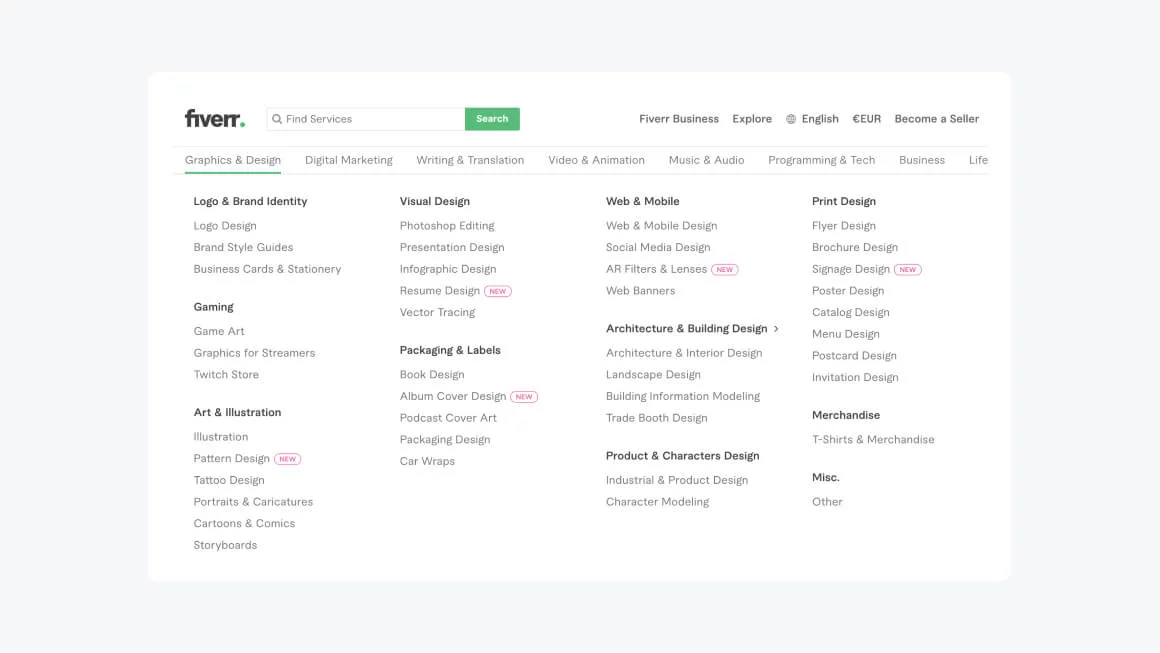 fiverr.
Find Services
Search
Fiverr Business
Explore
English
€EUR
Become a Seller
Graphics & Design
Digital Marketing
Writing & Translation
Video & Animation
Music & Audio
Programming & Tech
Business
Life
Logo & Brand Identity
Logo Design
Brand Style Guides
Business Cards & Stationery
Gaming
Game Art
Graphics for Streamers
Twitch Store
Art & Illustration
Illustration
Pattern Design NEW
Tattoo Design
Portraits & Caricatures
Cartoons & Comics
Storyboards
Visual Design
Photoshop Editing
Presentation Design
Infographic Design
Resume Design NEW
Vector Tracing
Packaging & Labels
Book Design
Album Cover Design NEW
Podcast Cover Art
Packaging Design
Car Wraps
Web & Mobile
Web & Mobile Design
Social Media Design
AR Filters & Lenses NEW
Web Banners
Architecture & Building Design >
Architecture & Interior Design
Landscape Design
Building Information Modeling
Trade Booth Design
Product & Characters Design
Industrial & Product Design
Character Modeling
Print Design
Flyer Design
Brochure Design
Signage Design NEW
Poster Design
Catalog Design
Menu Design
Postcard Design
Invitation Design
Merchandise
T-Shirts & Merchandise
Misc.
Other